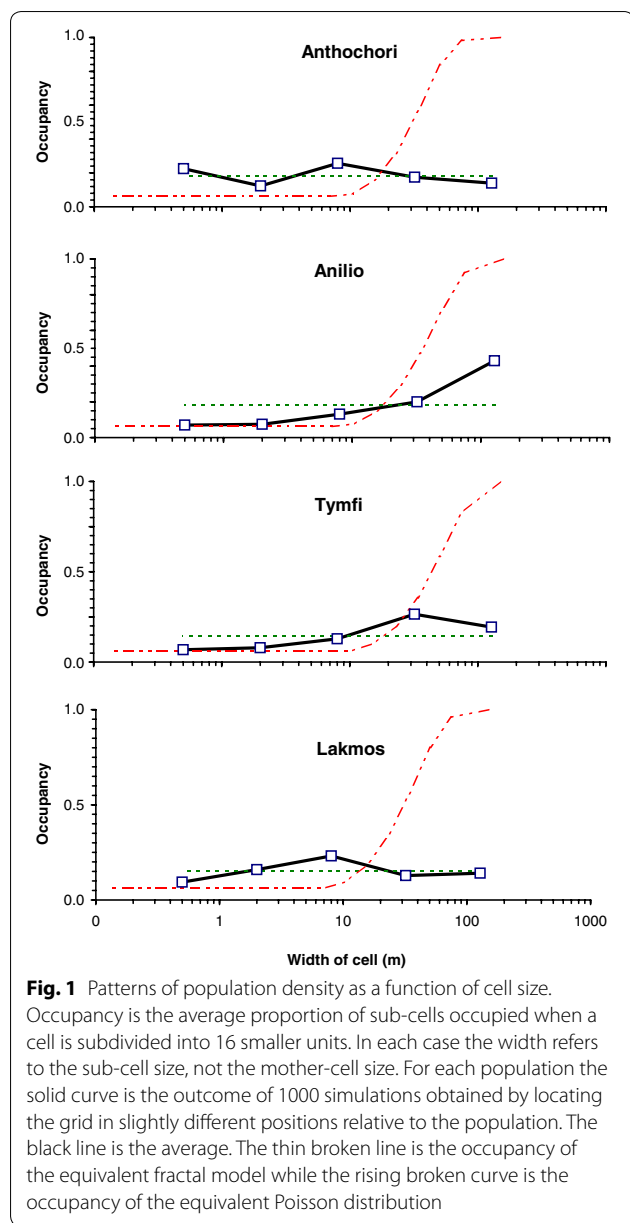 1.0
Anthochori
Occupancy
0.5
0.0
1.0
Anilio
Occupancy
0.5
0.0
1.0
Tymfi
Occupancy
0.5
0.0
1.0
Lakmos
Occupancy
0.5
0.0
0 1 10 100 1000
Width of cell (m)
Fig. 1 Patterns of population density as a function of cell size.
Occupancy is the average proportion of sub-cells occupied when a
cell is subdivided into 16 smaller units. In each case the width refers
to the sub-cell size, not the mother-cell size. For each population the
solid curve is the outcome of 1000 simulations obtained by locating
the grid in slightly different positions relative to the population. The
black line is the average. The thin broken line is the occupancy of
the equivalent fractal model while the rising broken curve is the
occupancy of the equivalent Poisson distribution